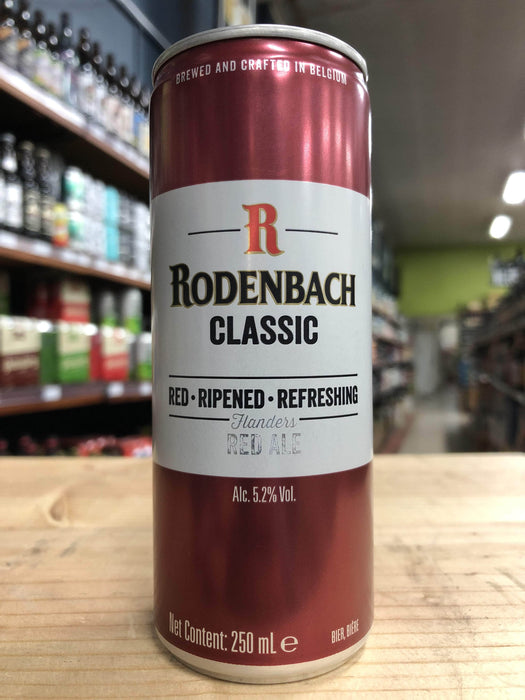 BREWED AND CRAFTED IN BELGIUM
R
RODENBACH
CLASSIC
RED • RIPENED • REFRESHING
Flanders
RED ALE
Alc. 5.2% Vol.
Net Content: 250 mL ℮
BIER, BIÈRE